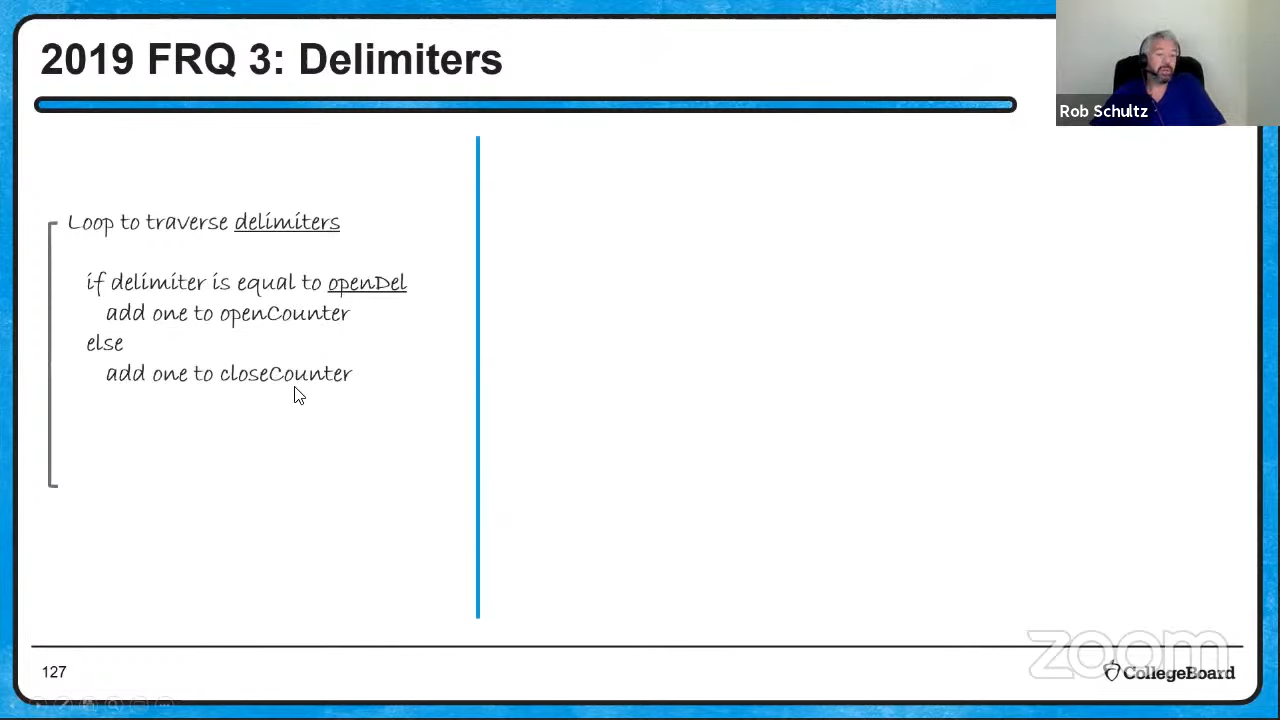 2019 FRQ 3: Delimiters
Rob Schultz
Loop to traverse delimiters
if delimiter is equal to openDel
add one to openCounter
else
add one to closeCounter
127
zoom
CollegeBoard